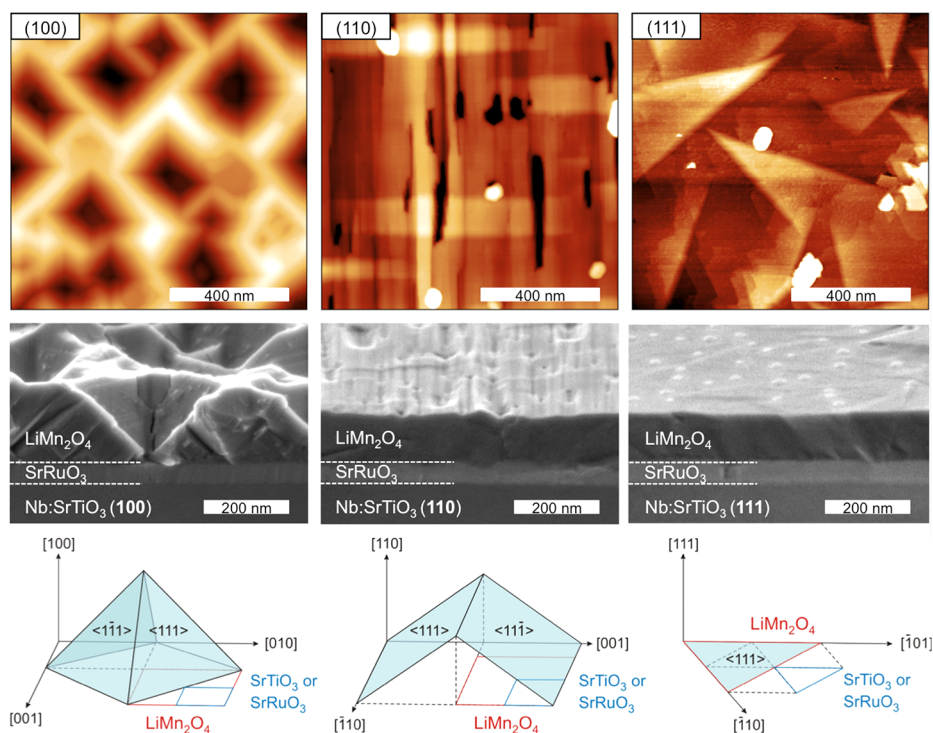 (100)
(110)
(111)
400 nm
400 nm
400 nm
LiMn₂O₄
SrRuO₃
Nb:SrTiO₃ (100)
200 nm
LiMn₂O₄
SrRuO₃
Nb:SrTiO₃ (110)
200 nm
LiMn₂O₄
SrRuO₃
Nb:SrTiO₃ (111)
200 nm
[100]
<11̄1> <111>
[010]
[001]
SrTiO₃ or
SrRuO₃
LiMn₂O₄
[110]
<111> <111̄>
[001]
[1̄10]
SrTiO₃ or
SrRuO₃
LiMn₂O₄
[111]
LiMn₂O₄
[1̄01]
<111>
[1̄10]
SrTiO₃ or
SrRuO₃